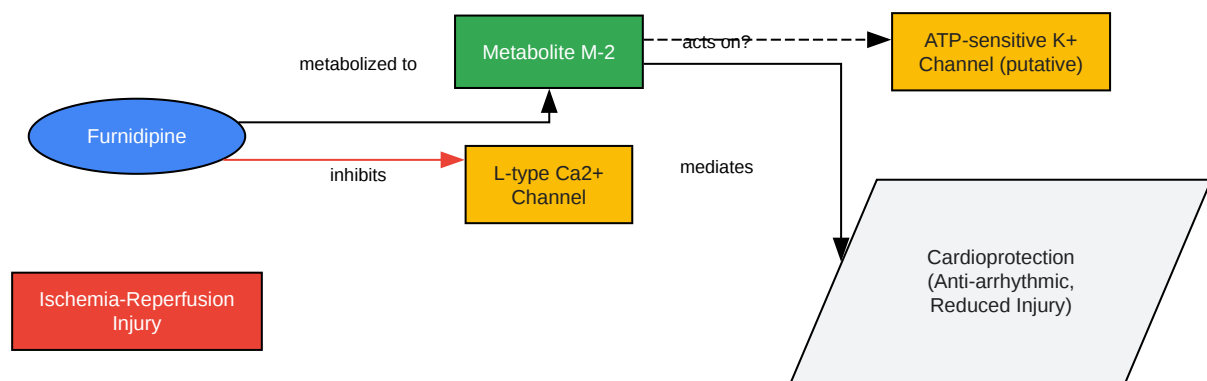 Metabolite M-2
acts on?
ATP-sensitive K+
Channel (putative)
metabolized to
Furnidipine
inhibits
L-type Ca2+
Channel
mediates
Ischemia-Reperfusion
Injury
Cardioprotection
(Anti-arrhythmic,
Reduced Injury)